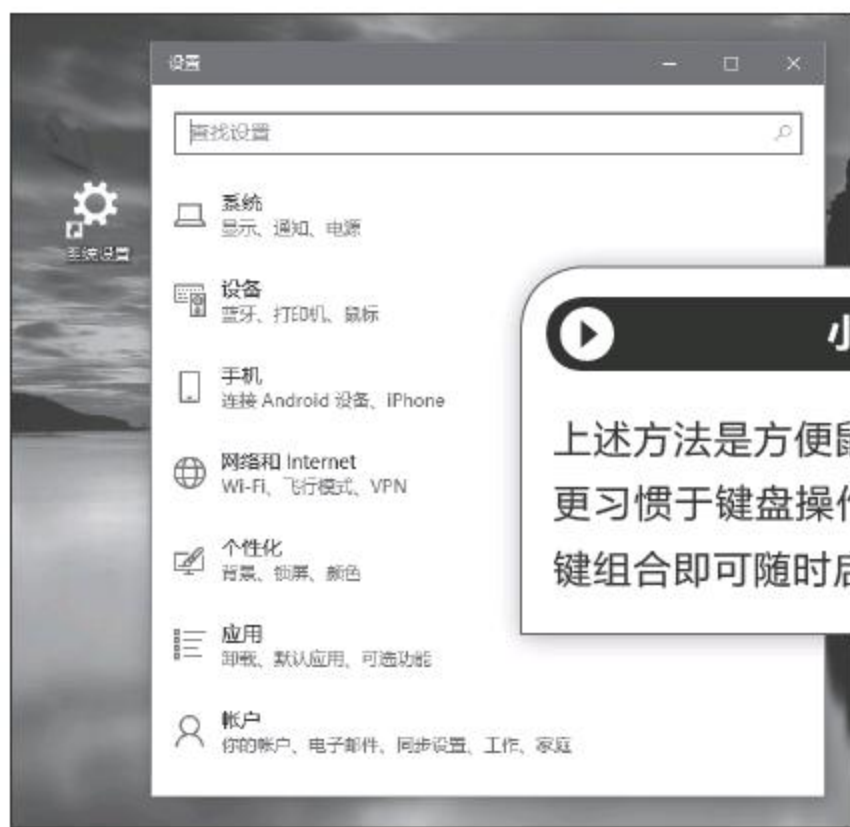 设置
查找设置
系统设置
系统
显示、通知、电源
设备
蓝牙、打印机、鼠标
手机
连接 Android 设备、iPhone
网络和 Internet
Wi-Fi、飞行模式、VPN
个性化
背景、锁屏、颜色
应用
卸载、默认应用、可选功能
帐户
你的帐户、电子邮件、同步设置、工作、家庭
小
上述方法是方便
更习惯于键盘操
键组合即可随时